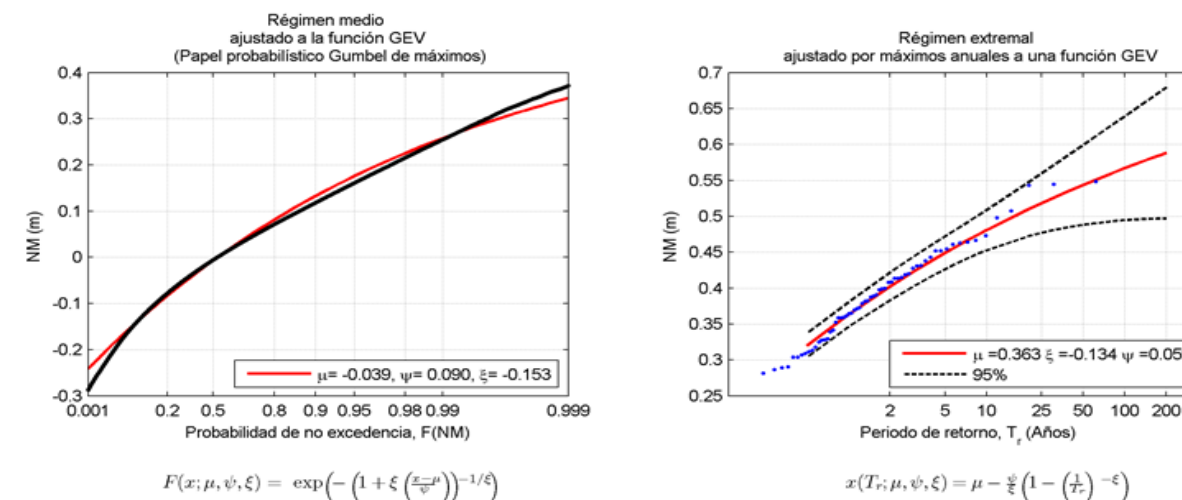 Régimen medio
ajustado a la función GEV
(Papel probabilístico Gumbel de máximos)
0.4
0.3
0.2
0.1
0
-0.1
-0.2
-0.3
NM (m)
μ= -0.039, ψ= 0.090, ξ= -0.153
0.001 0.2 0.5 0.8 0.9 0.95 0.98 0.99 0.999
Probabilidad de no excedencia, F(NM)
F(x; μ, ψ, ξ) = exp(−(1 + ξ((x−μ)/ψ))^−1/ξ)
Régimen extremal
ajustado por máximos anuales a una función GEV
0.7
0.65
0.6
0.55
0.5
0.45
0.4
0.35
0.3
0.25
NM (m)
μ =0.363 ξ =-0.134 ψ =0.05
95%
2 5 10 25 50 100 200
Periodo de retorno, T_r (Años)
x(T_r; μ, ψ, ξ) = μ − ψ/ξ (1 − (1/T_r)^−ξ)